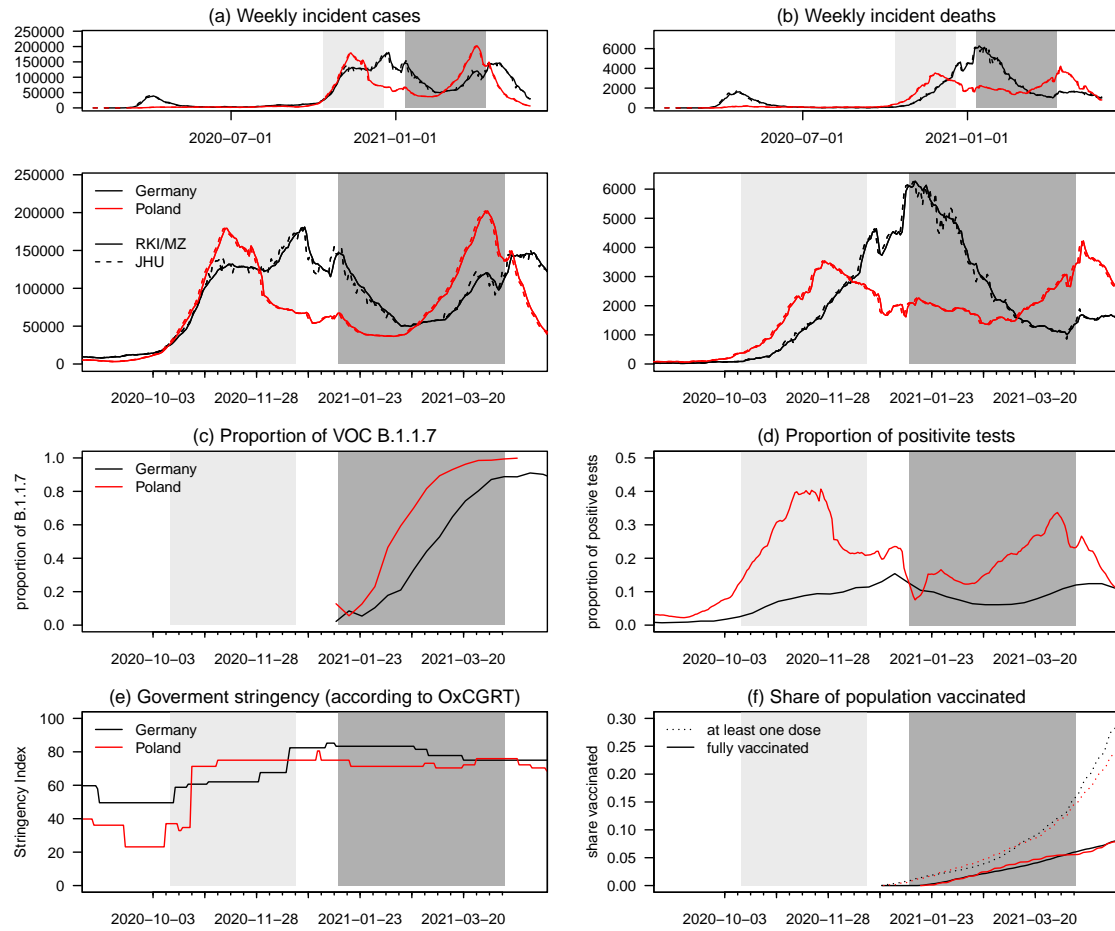 (a) Weekly incident cases
250000
200000
150000
100000
50000
0
2020−07−01 2021−01−01
(b) Weekly incident deaths
6000
4000
2000
0
2020−07−01 2021−01−01
250000
200000
150000
100000
50000
0
Germany
Poland
RKI/MZ
JHU
2020−10−03 2020−11−28 2021−01−23 2021−03−20
6000
5000
4000
3000
2000
1000
0
2020−10−03 2020−11−28 2021−01−23 2021−03−20
(c) Proportion of VOC B.1.1.7
proportion of B.1.1.7
1.0
0.8
0.6
0.4
0.2
0.0
Germany
Poland
2020−10−03 2020−11−28 2021−01−23 2021−03−20
(d) Proportion of positivite tests
proportion of positive tests
0.5
0.4
0.3
0.2
0.1
0.0
2020−10−03 2020−11−28 2021−01−23 2021−03−20
(e) Goverment stringency (according to OxCGRT)
Stringency Index
100
80
60
40
20
0
Germany
Poland
2020−10−03 2020−11−28 2021−01−23 2021−03−20
(f) Share of population vaccinated
share vaccinated
0.30
0.25
0.20
0.15
0.10
0.05
0.00
at least one dose
fully vaccinated
2020−10−03 2020−11−28 2021−01−23 2021−03−20